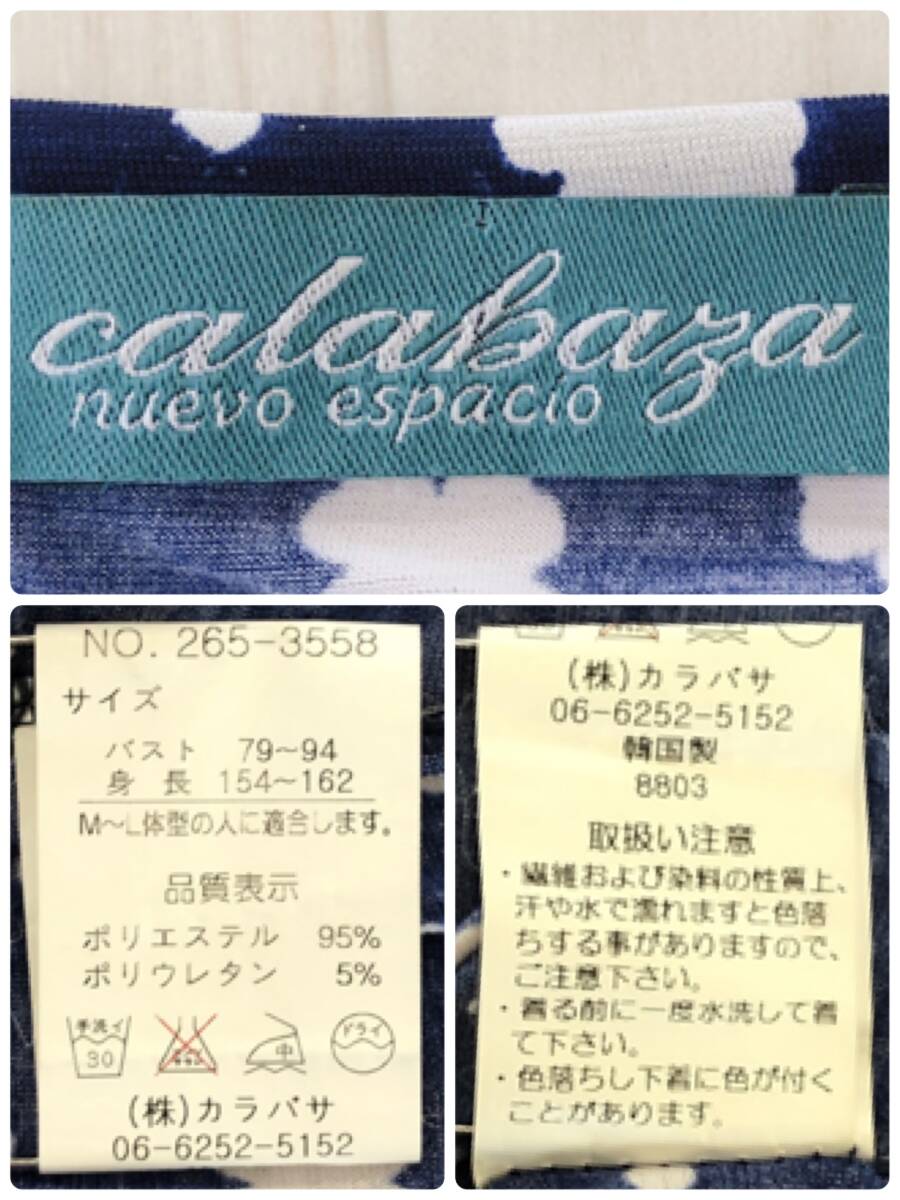 I
calabaza
nuevo espacio
NO. 265-3558
サイズ
バスト 79〜94
身 長 154〜162
M〜L体型の人に適合します。
品質表示
ポリエステル 95%
ポリウレタン 5%
手洗イ 30 中 ドライ
(株)カラバサ
06-6252-5152
(株)カラバサ
06-6252-5152
韓国製
8803
取扱い注意
・繊維および染料の性質上、
汗や水で濡れますと色落
ちする事がありますので、
ご注意下さい。
・着る前に一度水洗して着
て下さい。
・色落ちし下着に色が付く
ことがあります。